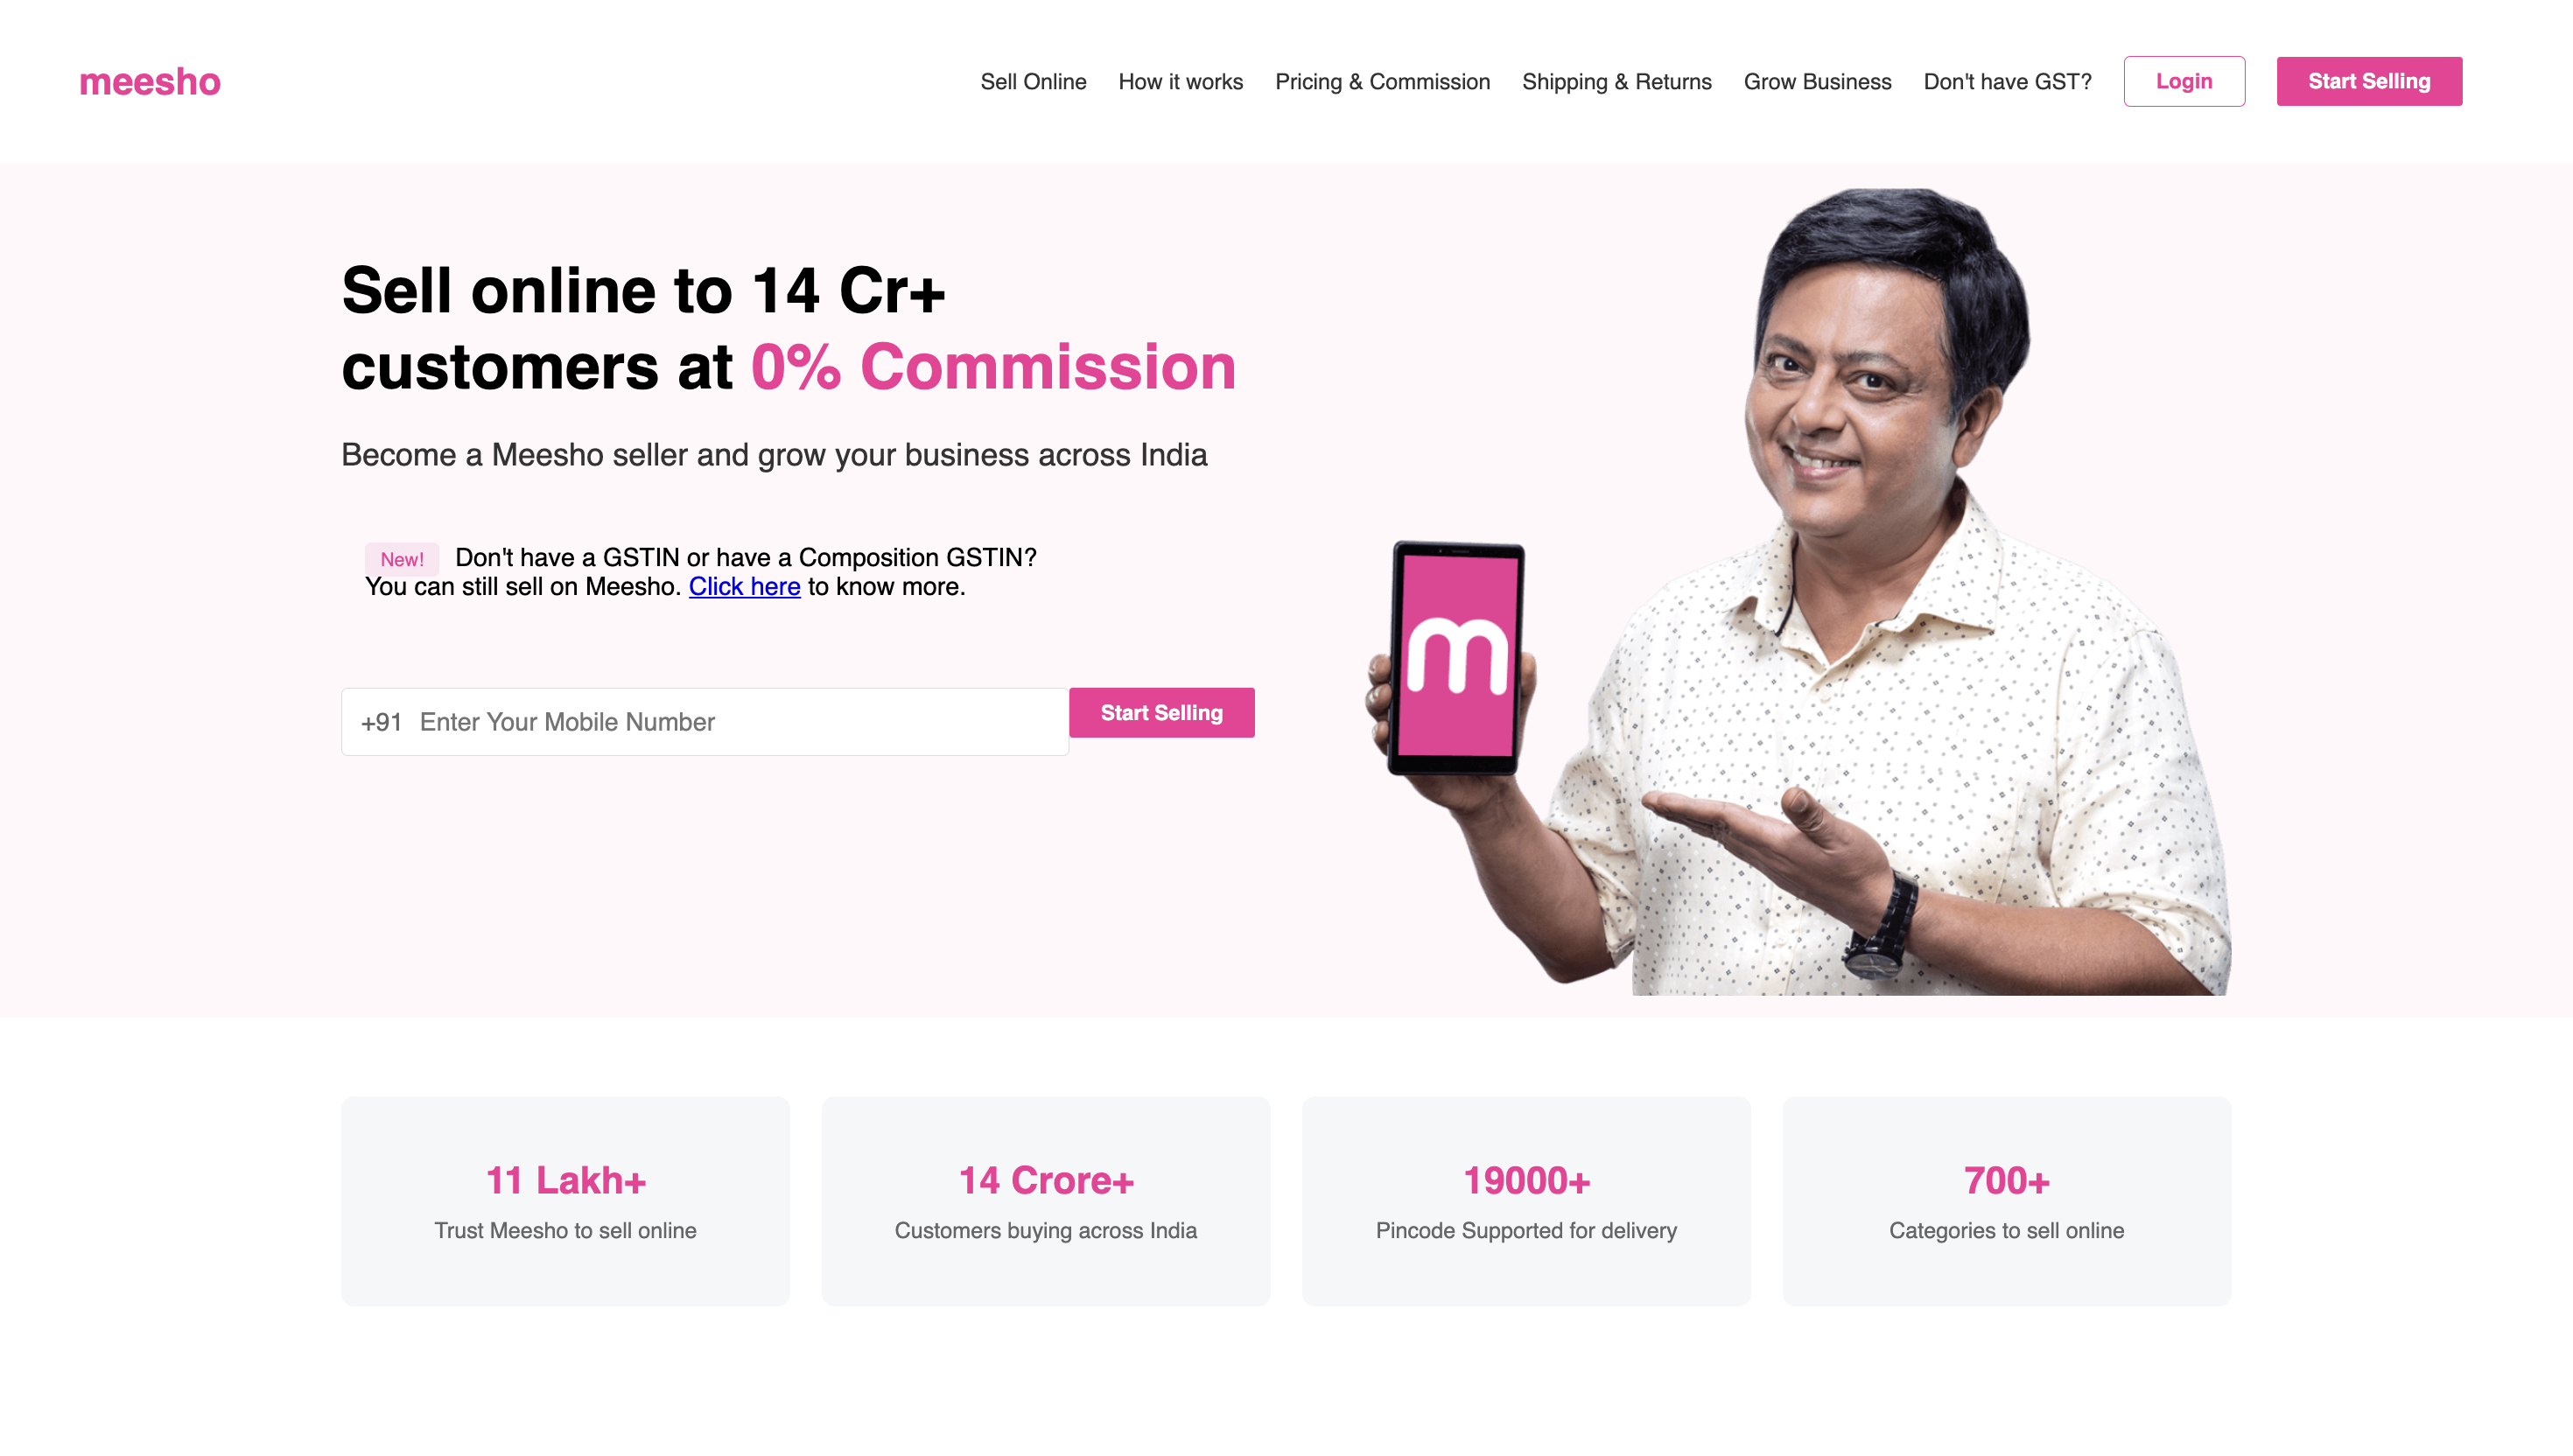 meesho
Sell Online
How it works
Pricing & Commission
Shipping & Returns
Grow Business
Don't have GST?
Login
Start Selling
Sell online to 14 Cr+
customers at 0% Commission
Become a Meesho seller and grow your business across India
New! Don't have a GSTIN or have a Composition GSTIN?
You can still sell on Meesho. Click here to know more.
+91 Enter Your Mobile Number
Start Selling
m
11 Lakh+
Trust Meesho to sell online
14 Crore+
Customers buying across India
19000+
Pincode Supported for delivery
700+
Categories to sell online